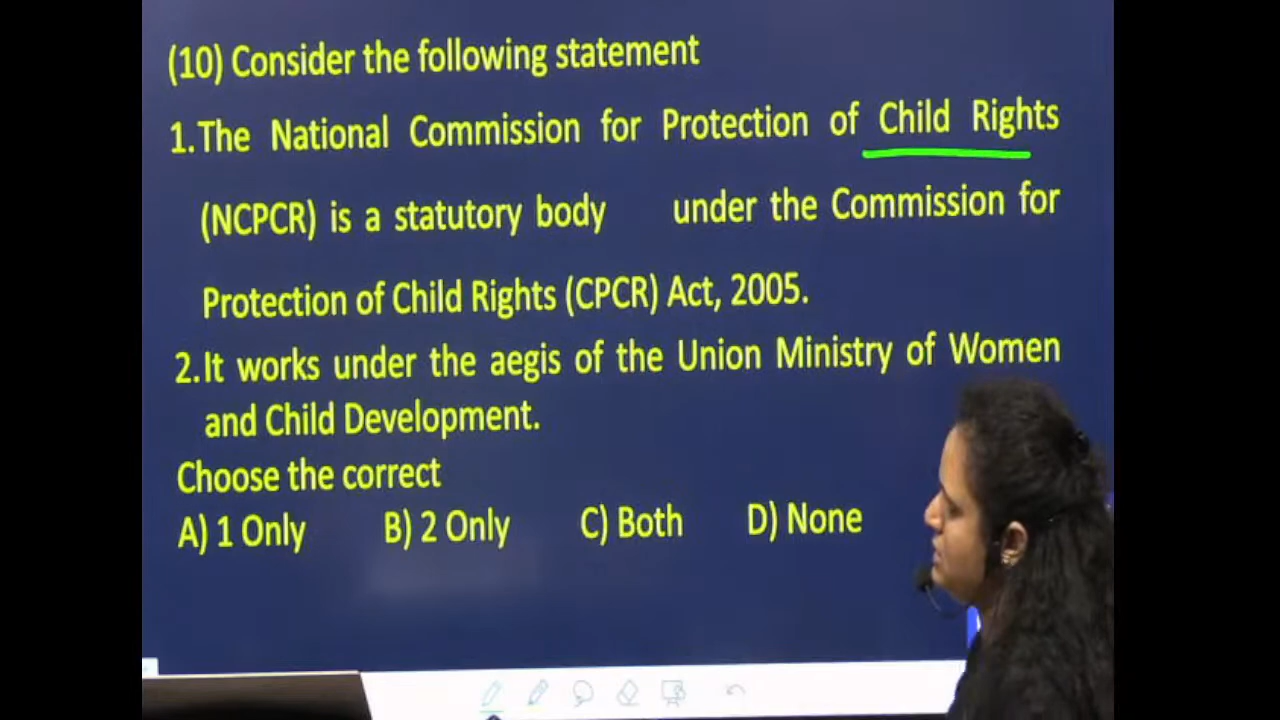 (10) Consider the following statement
1. The National Commission for Protection of Child Rights
(NCPCR) is a statutory body under the Commission for
Protection of Child Rights (CPCR) Act, 2005.
2. It works under the aegis of the Union Ministry of Women
and Child Development.
Choose the correct
A) 1 Only B) 2 Only C) Both D) None